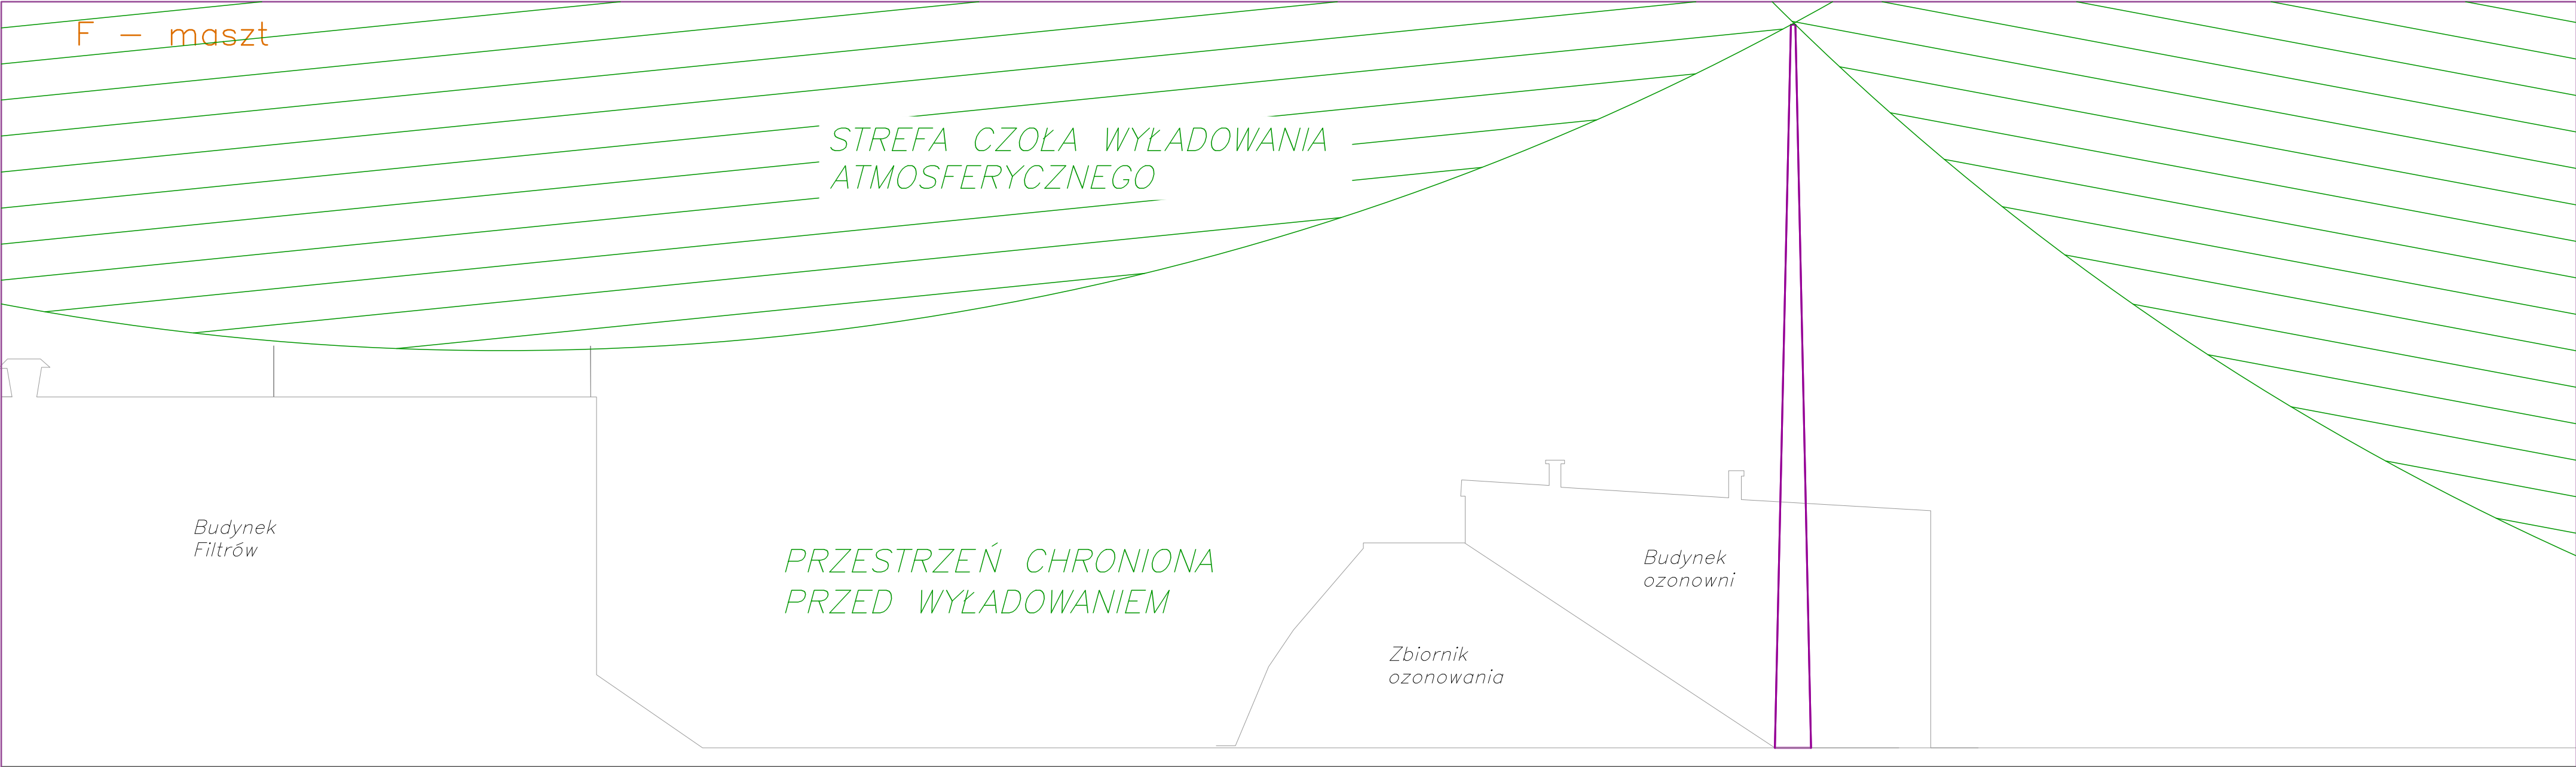 F - maszt
STREFA CZOŁA WYŁADOWANIA
ATMOSFERYCZNEGO
Budynek
Filtrów
PRZESTRZEŃ CHRONIONA
PRZED WYŁADOWANIEM
Budynek
ozonowni
Zbiornik
ozonowania